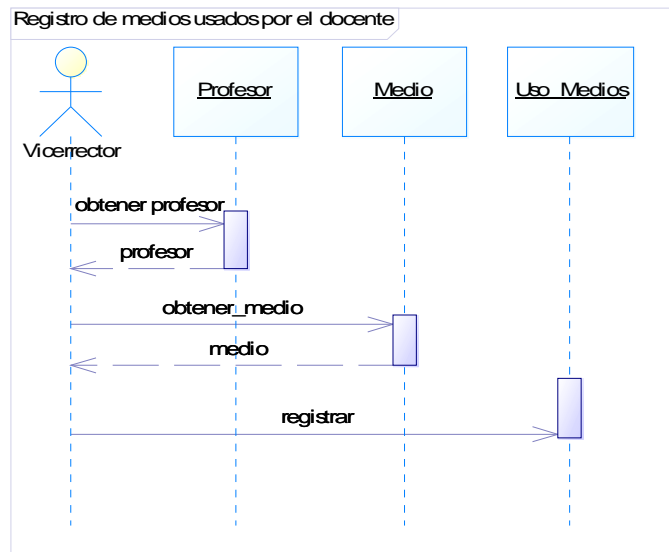 Registro de medios usados por el docente
Profesor
Medio
Uso_Medios
Vicerrector
obtener profesor
profesor
obtener_medio
medio
registrar